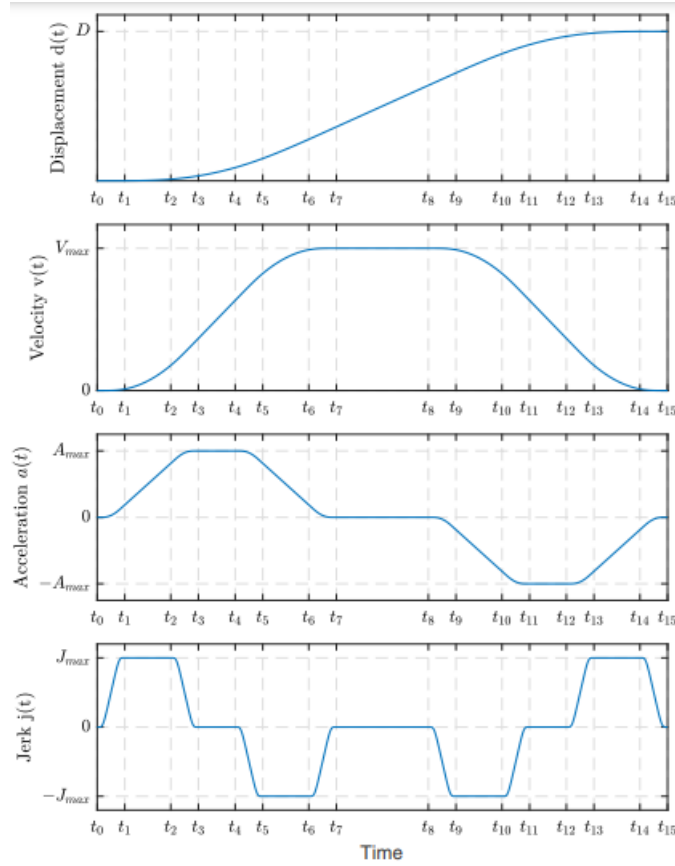 Displacement d(t)
D
t₀ t₁ t₂ t₃ t₄ t₅ t₆ t₇ t₈ t₉ t₁₀ t₁₁ t₁₂ t₁₃ t₁₄ t₁₅
Velocity v(t)
Vₘₐₓ
0
t₀ t₁ t₂ t₃ t₄ t₅ t₆ t₇ t₈ t₉ t₁₀ t₁₁ t₁₂ t₁₃ t₁₄ t₁₅
Acceleration a(t)
Aₘₐₓ
0
−Aₘₐₓ
t₀ t₁ t₂ t₃ t₄ t₅ t₆ t₇ t₈ t₉ t₁₀ t₁₁ t₁₂ t₁₃ t₁₄ t₁₅
Jerk j(t)
Jₘₐₓ
0
−Jₘₐₓ
t₀ t₁ t₂ t₃ t₄ t₅ t₆ t₇ t₈ t₉ t₁₀ t₁₁ t₁₂ t₁₃ t₁₄ t₁₅
Time